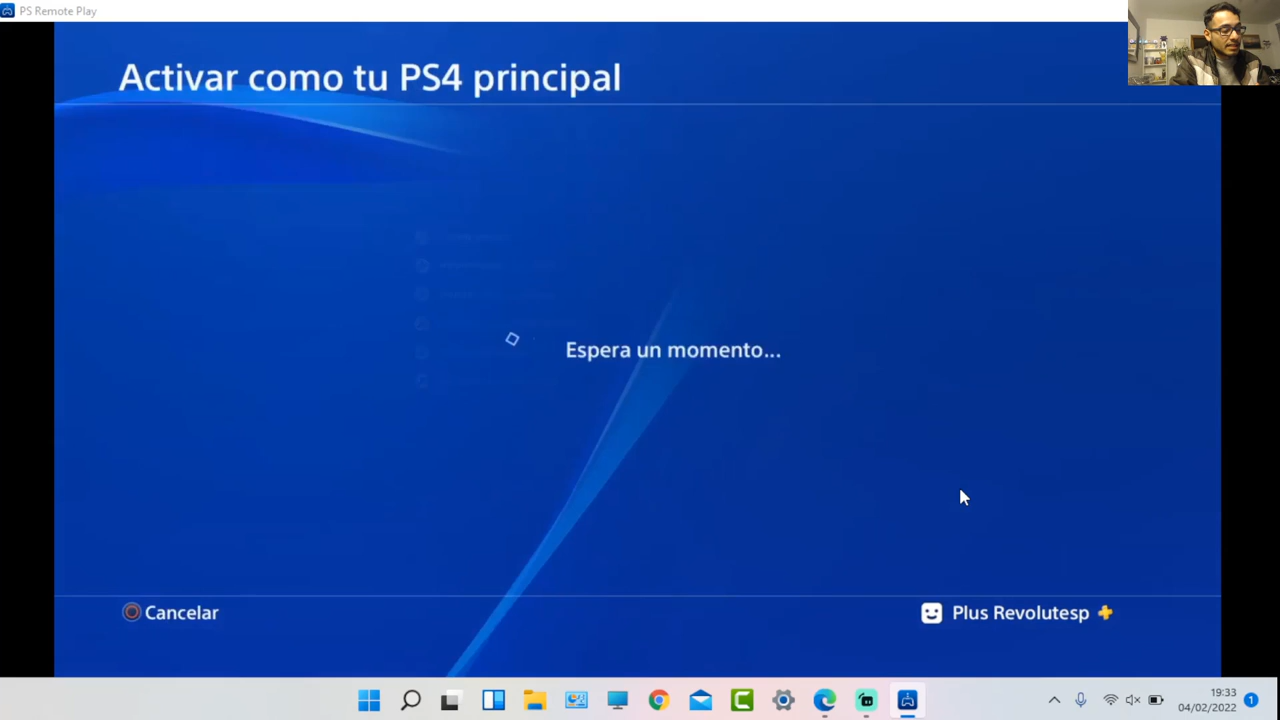 PS Remote Play
Activar como tu PS4 principal
Espera un momento...
Cancelar
Plus Revolutesp
19:33
04/02/2022
1